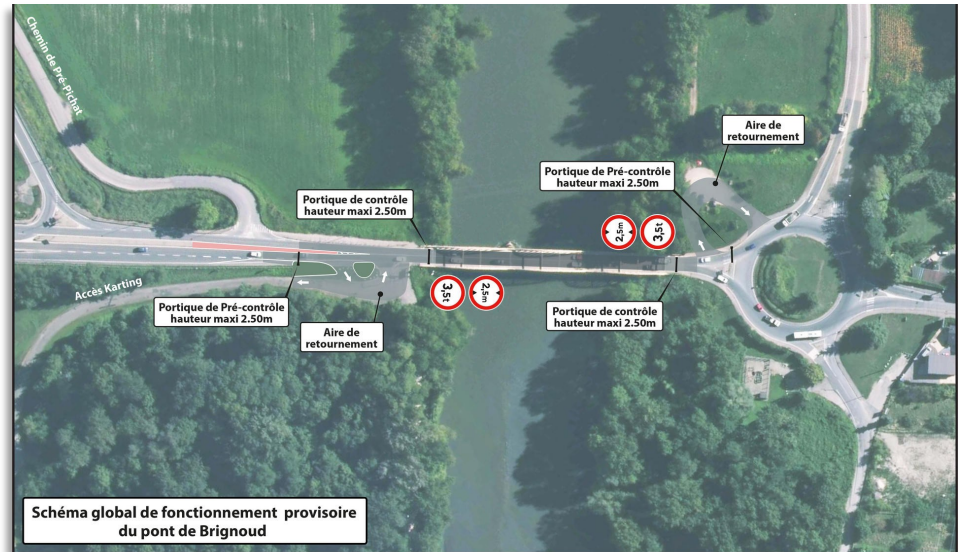 Chemin de Pré-Pichat
Aire de
retournement
Portique de Pré-contrôle
hauteur maxi 2.50m
Portique de contrôle
hauteur maxi 2.50m
2,5m
3,5t
Accès Karting
Portique de Pré-contrôle
hauteur maxi 2.50m
Aire de
retournement
3,5t
2,5m
Portique de contrôle
hauteur maxi 2.50m
Schéma global de fonctionnement provisoire
du pont de Brignoud